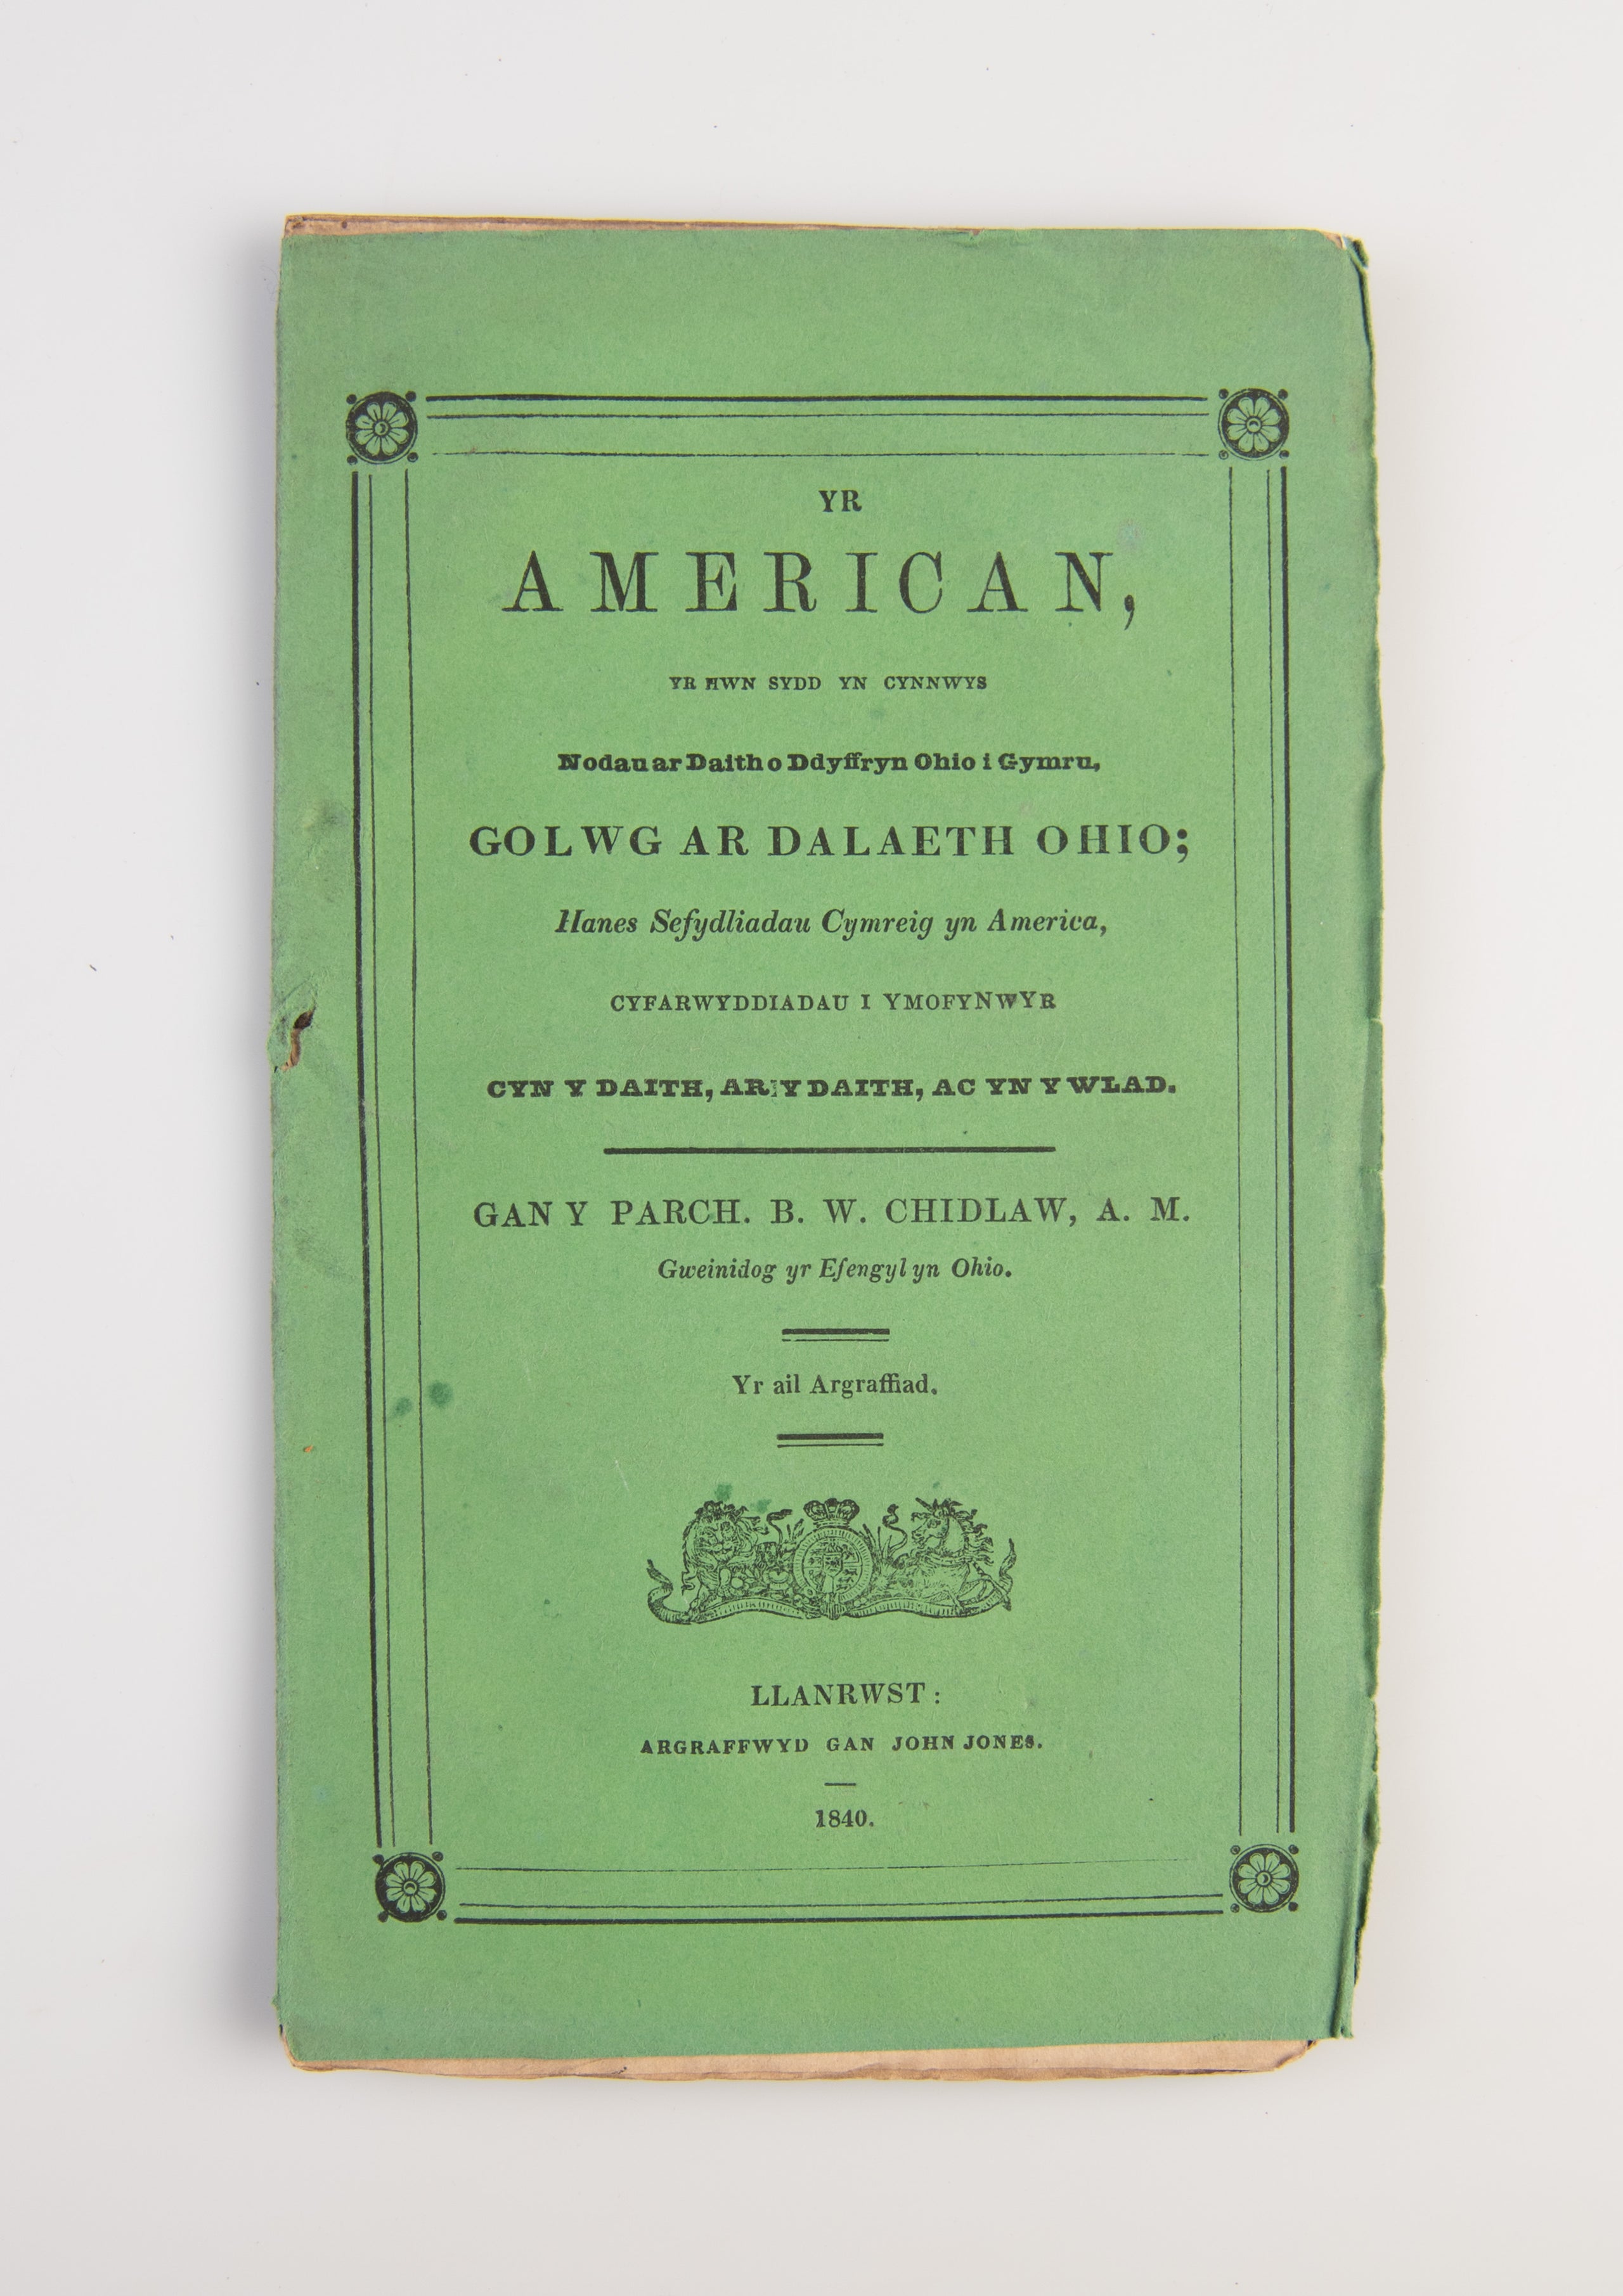 YR
AMERICAN,
YR HWN SYDD YN CYNNWYS
Nodau ar Daith o Ddyffryn Ohio i Gymru,
GOLWG AR DALAETH OHIO;
Hanes Sefydliadau Cymreig yn America,
CYFARWYDDIADAU I YMOFYNWYR
CYN Y DAITH, AR Y DAITH, AC YN Y WLAD.
GAN Y PARCH. B. W. CHIDLAW, A. M.
Gweinidog yr Efengyl yn Ohio.
Yr ail Argraffiad.
LLANRWST:
ARGRAFFWYD GAN JOHN JONES.
1840.